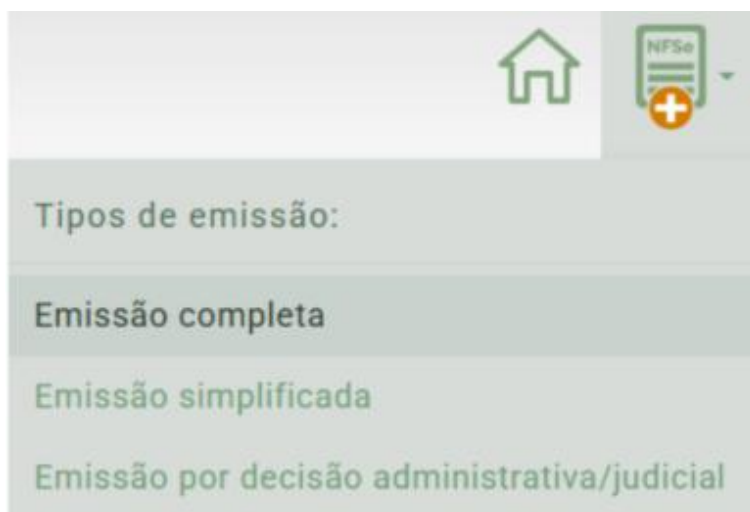 NFSe
Tipos de emissão:
Emissão completa
Emissão simplificada
Emissão por decisão administrativa/judicial